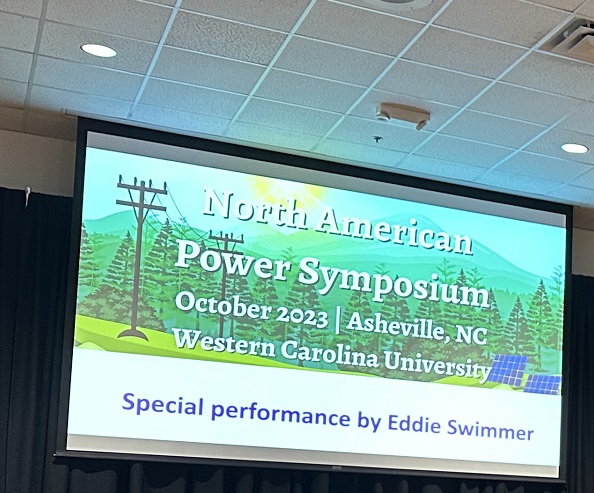 North American
Power Symposium
October 2023 | Asheville, NC
Western Carolina University
Special performance by Eddie Swimmer